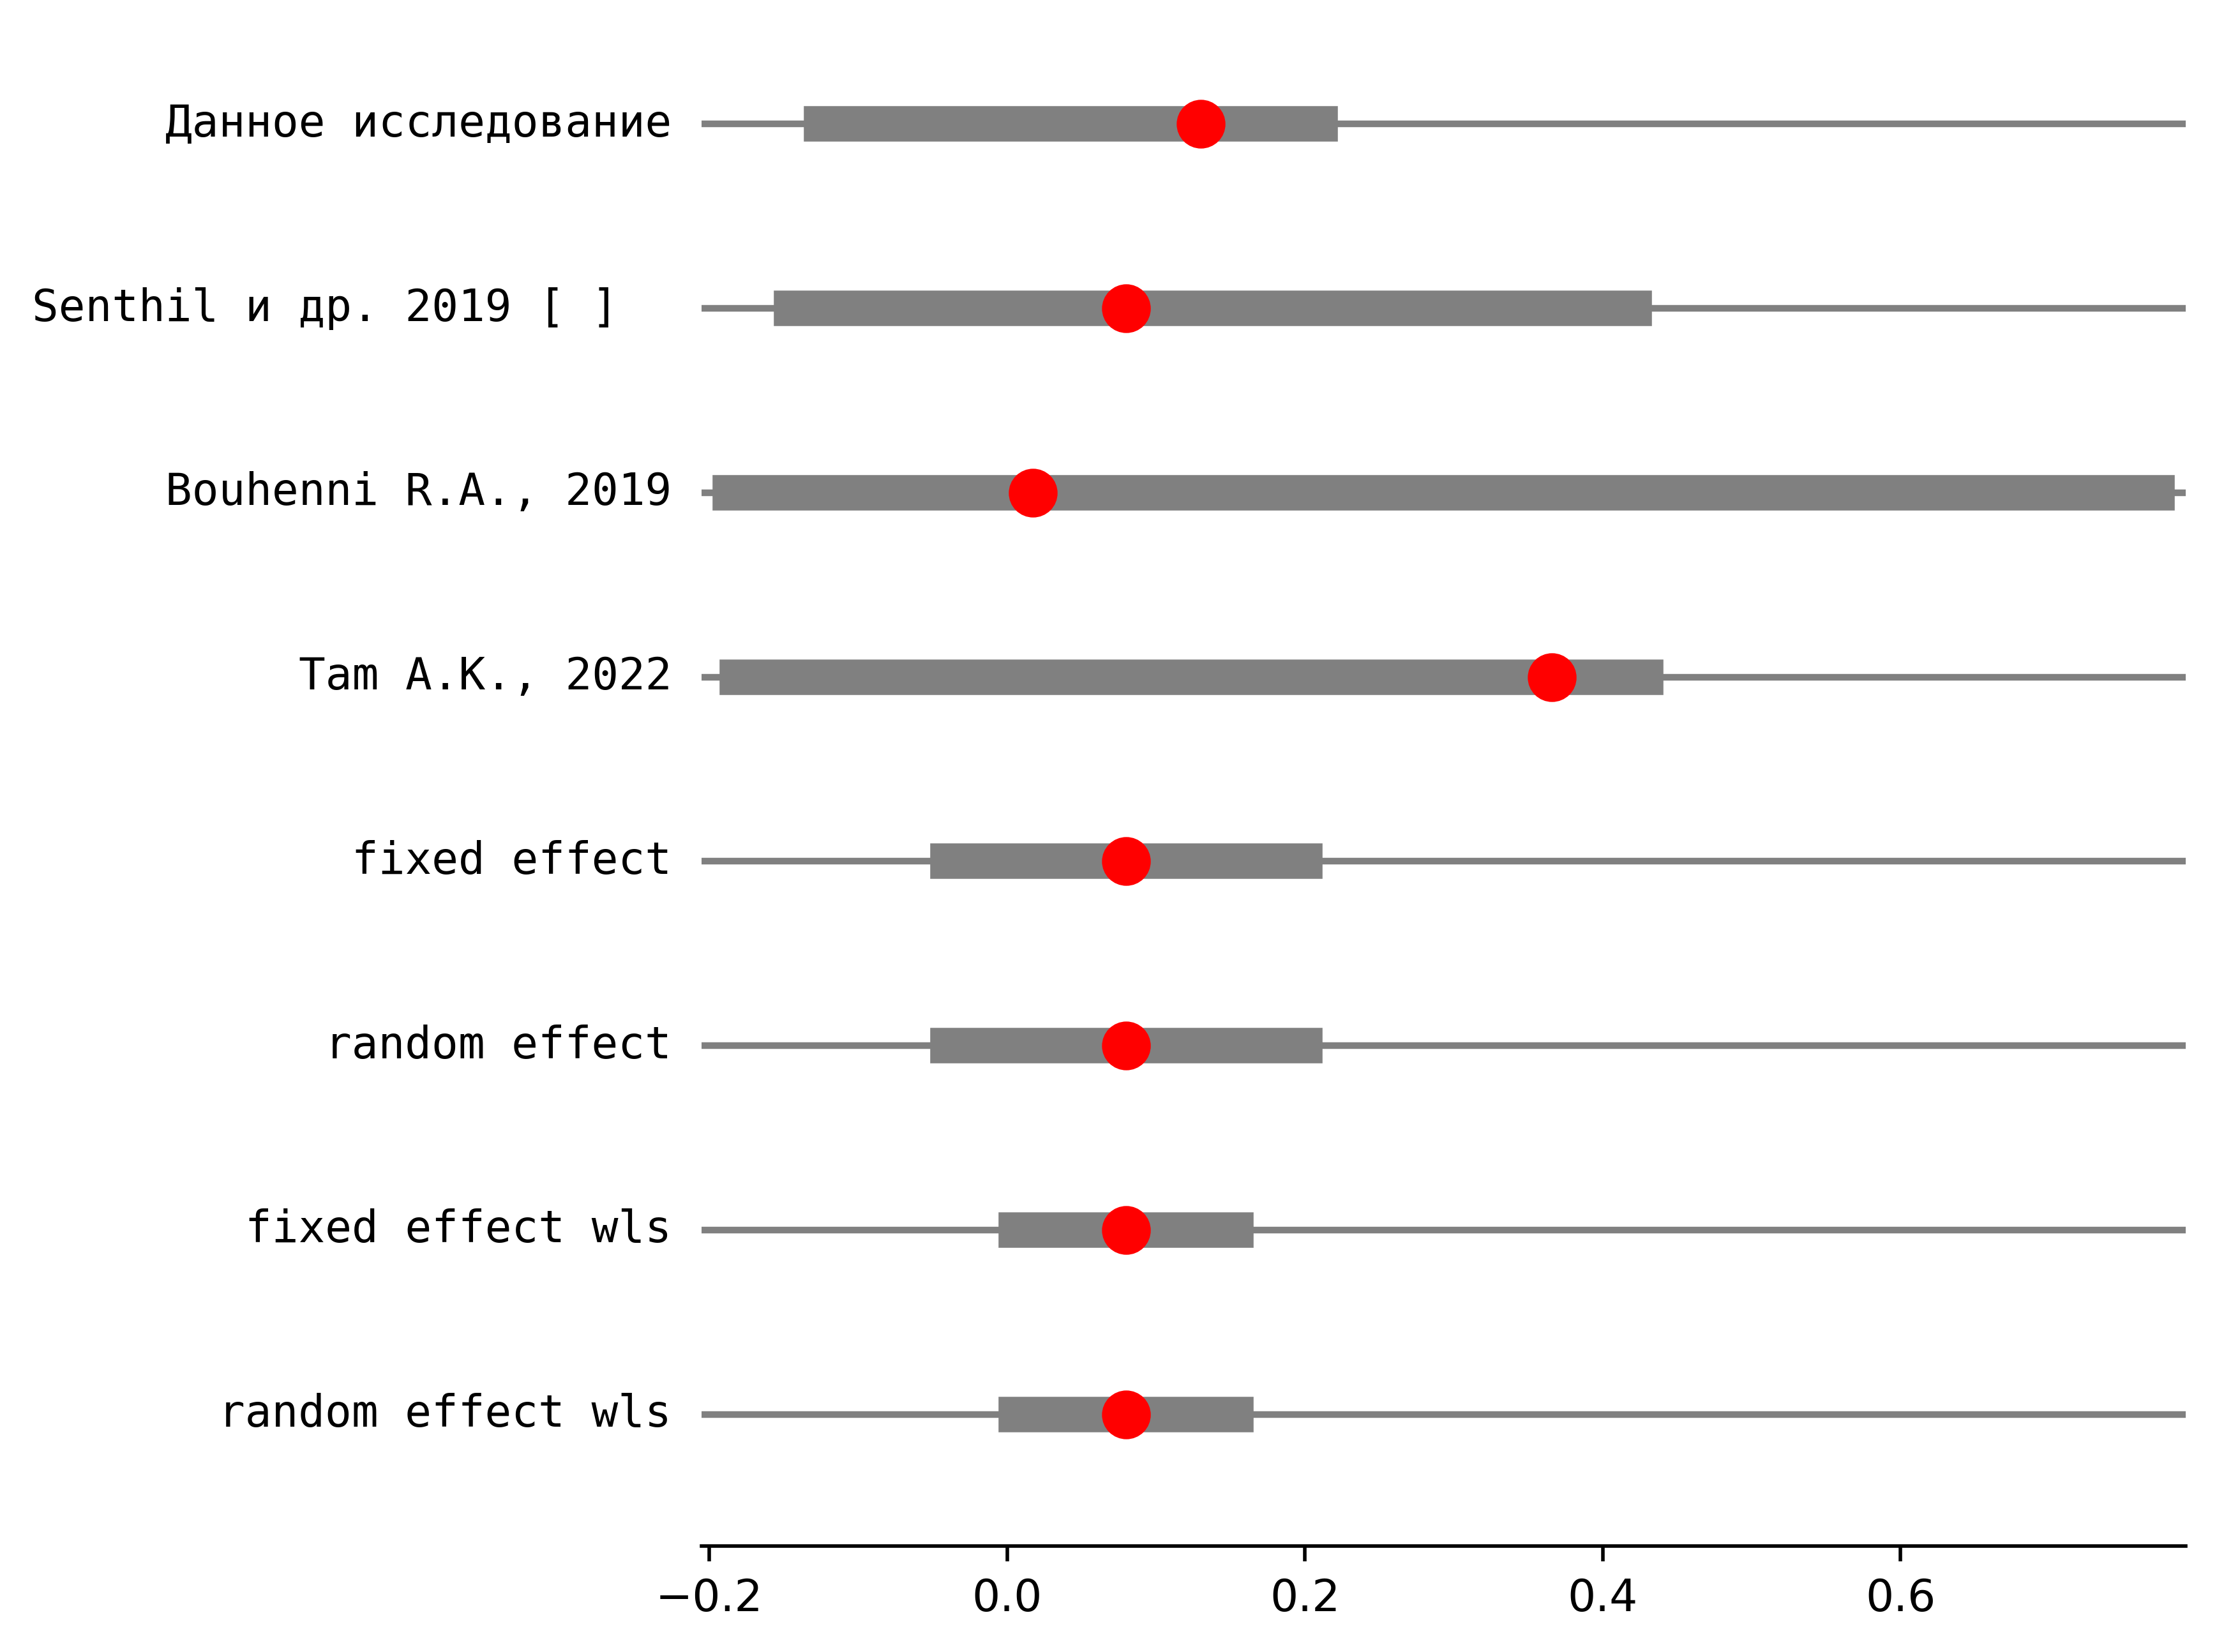 Данное исследование
Senthil и др. 2019 [ ]
Bouhenni R.A., 2019
Tam A.K., 2022
fixed effect
random effect
fixed effect wls
random effect wls
−0.2 0.0 0.2 0.4 0.6